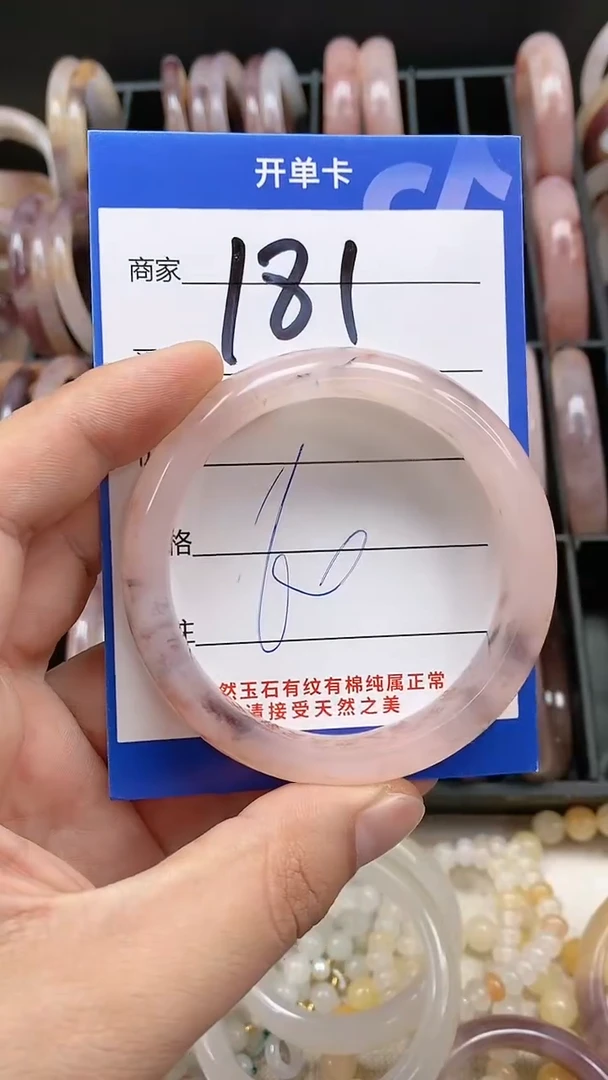 开单卡
商家 181
格
然玉石有纹有棉纯属正常
请接受天然之美